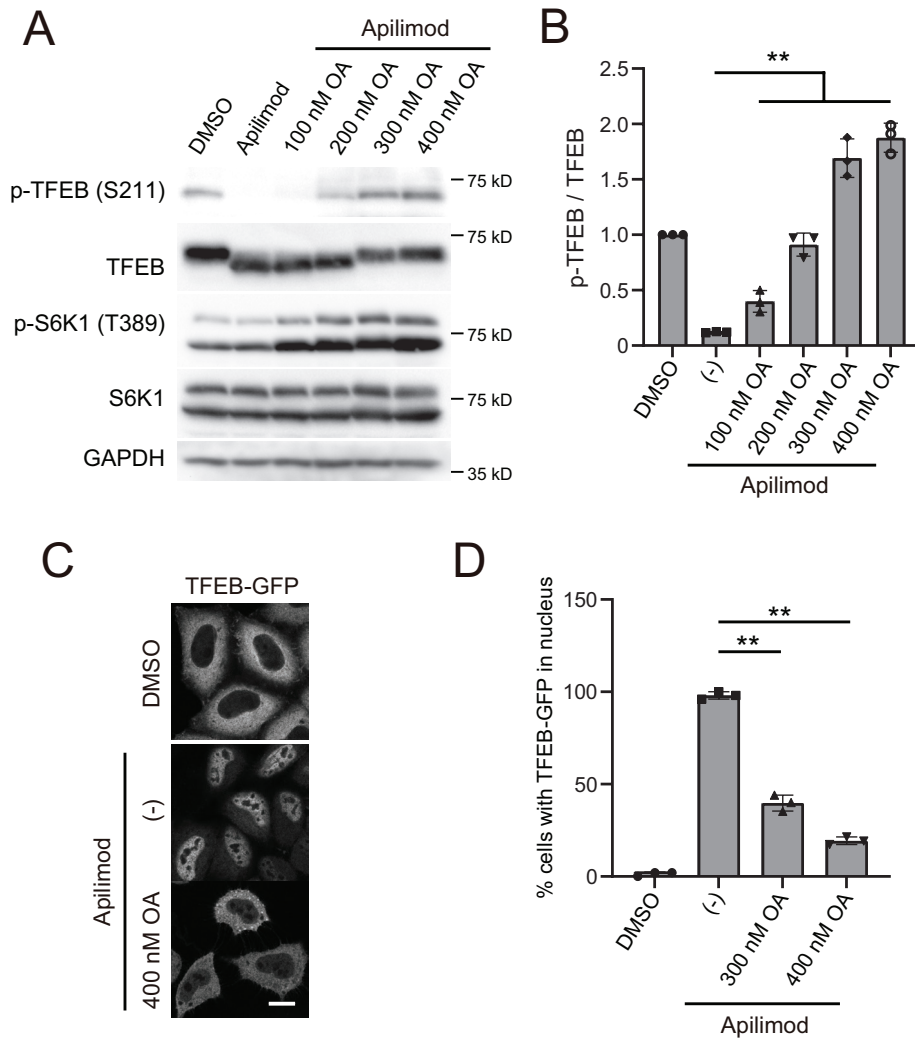 A
Apilimod
DMSO
Apilimod
100 nM OA
200 nM OA
300 nM OA
400 nM OA
p-TFEB (S211)
75 kD
TFEB
75 kD
p-S6K1 (T389)
75 kD
S6K1
75 kD
GAPDH
35 kD
B
p-TFEB / TFEB
2.5
2.0
1.5
1.0
0.5
0
**
DMSO
(-)
100 nM OA
200 nM OA
300 nM OA
400 nM OA
Apilimod
C
TFEB-GFP
DMSO
Apilimod
(-)
400 nM OA
D
% cells with TFEB-GFP in nucleus
150
100
50
0
**
**
DMSO
(-)
300 nM OA
400 nM OA
Apilimod